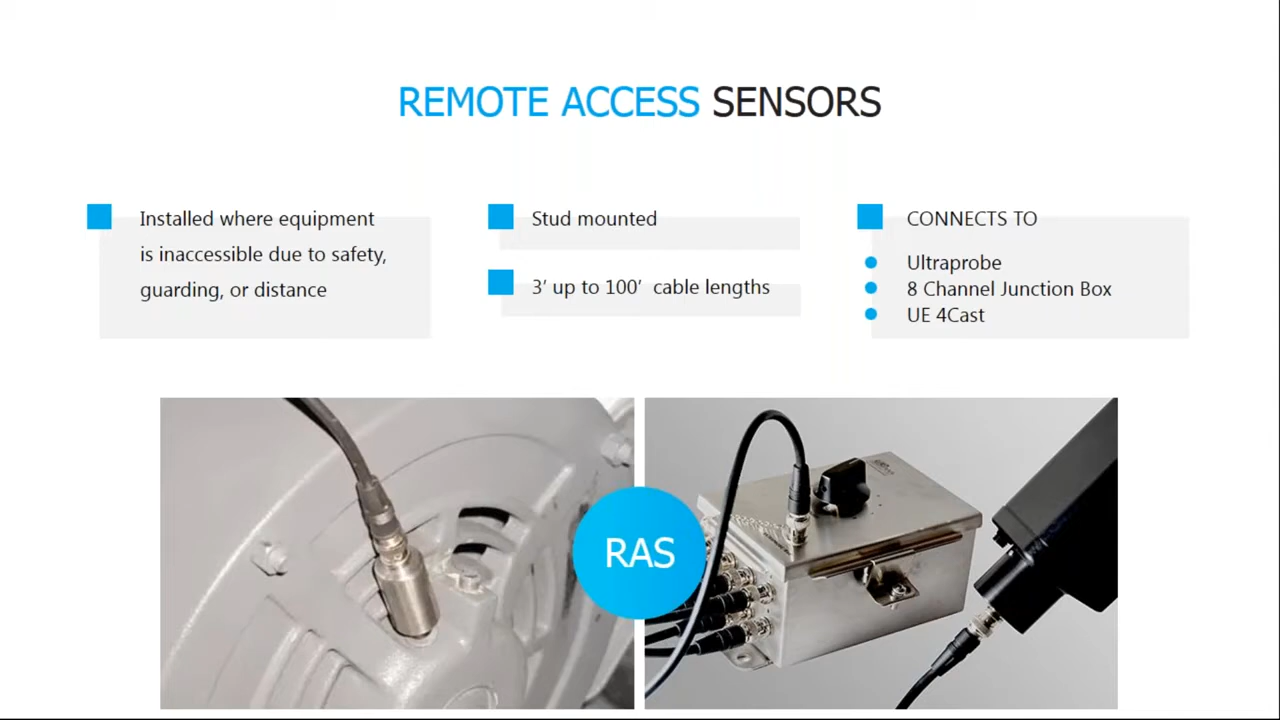 REMOTE ACCESS SENSORS
Installed where equipment
is inaccessible due to safety,
guarding, or distance
Stud mounted
3’ up to 100’ cable lengths
CONNECTS TO
Ultraprobe
8 Channel Junction Box
UE 4Cast
RAS